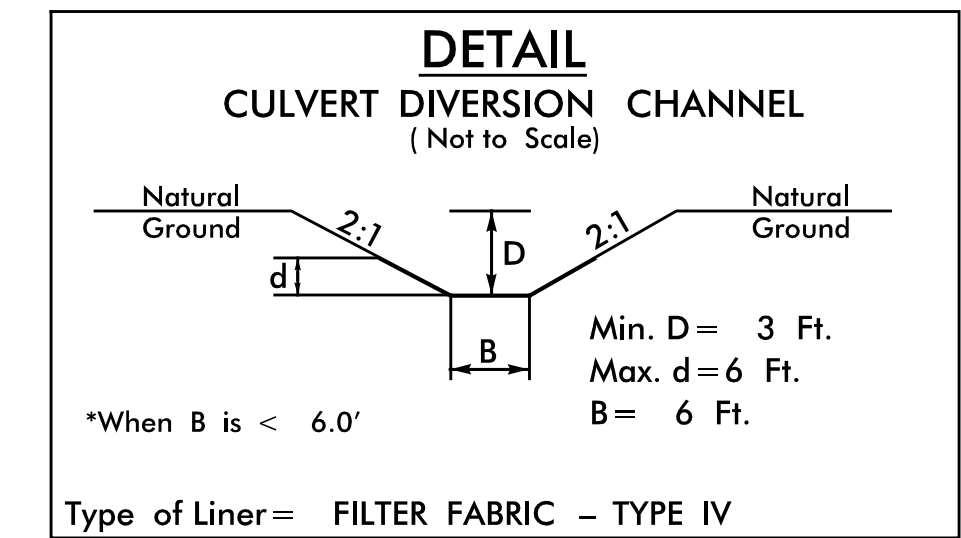 DETAIL
CULVERT DIVERSION CHANNEL
( Not to Scale)
Natural
Ground
2:1
D
d
B
2:1
Natural
Ground
Min. D = 3 Ft.
Max. d = 6 Ft.
B = 6 Ft.
*When B is < 6.0'
Type of Liner = FILTER FABRIC – TYPE IV